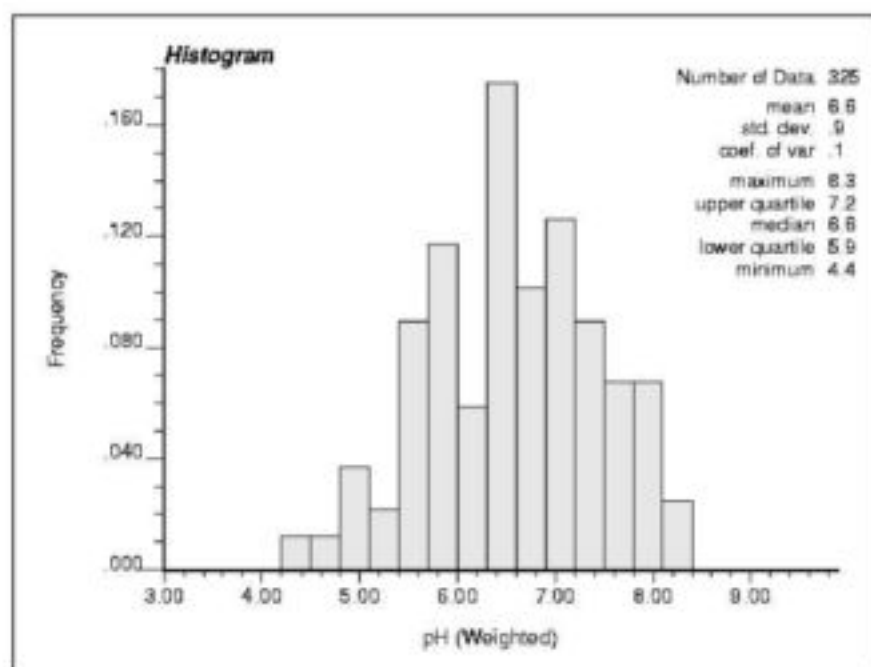 Histogram
Number of Data 325
mean 6.6
std. dev. .9
coef. of var .1
maximum 8.3
upper quartile 7.2
median 6.6
lower quartile 5.9
minimum 4.4
.160
.120
.080
.040
.000
Frequency
3.00 4.00 5.00 6.00 7.00 8.00 9.00
pH (Weighted)